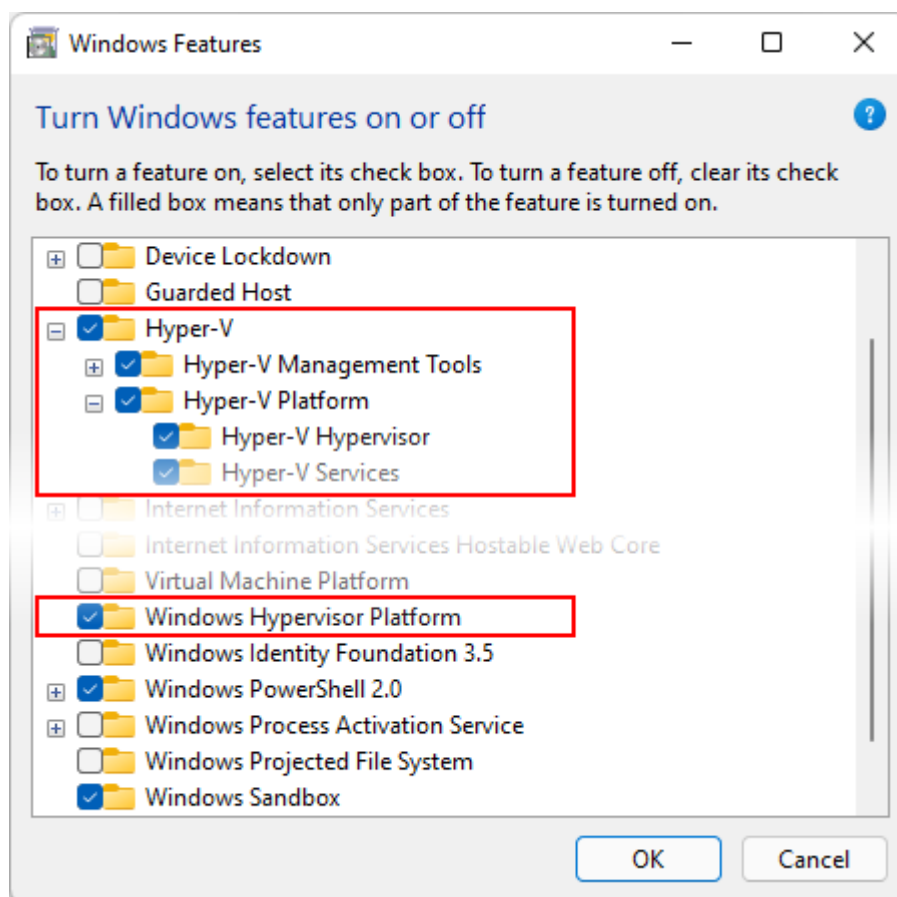 Windows Features
Turn Windows features on or off
To turn a feature on, select its check box. To turn a feature off, clear its check
box. A filled box means that only part of the feature is turned on.
Device Lockdown
Guarded Host
Hyper-V
Hyper-V Management Tools
Hyper-V Platform
Hyper-V Hypervisor
Hyper-V Services
Internet Information Services
Internet Information Services Hostable Web Core
Virtual Machine Platform
Windows Hypervisor Platform
Windows Identity Foundation 3.5
Windows PowerShell 2.0
Windows Process Activation Service
Windows Projected File System
Windows Sandbox
OK
Cancel